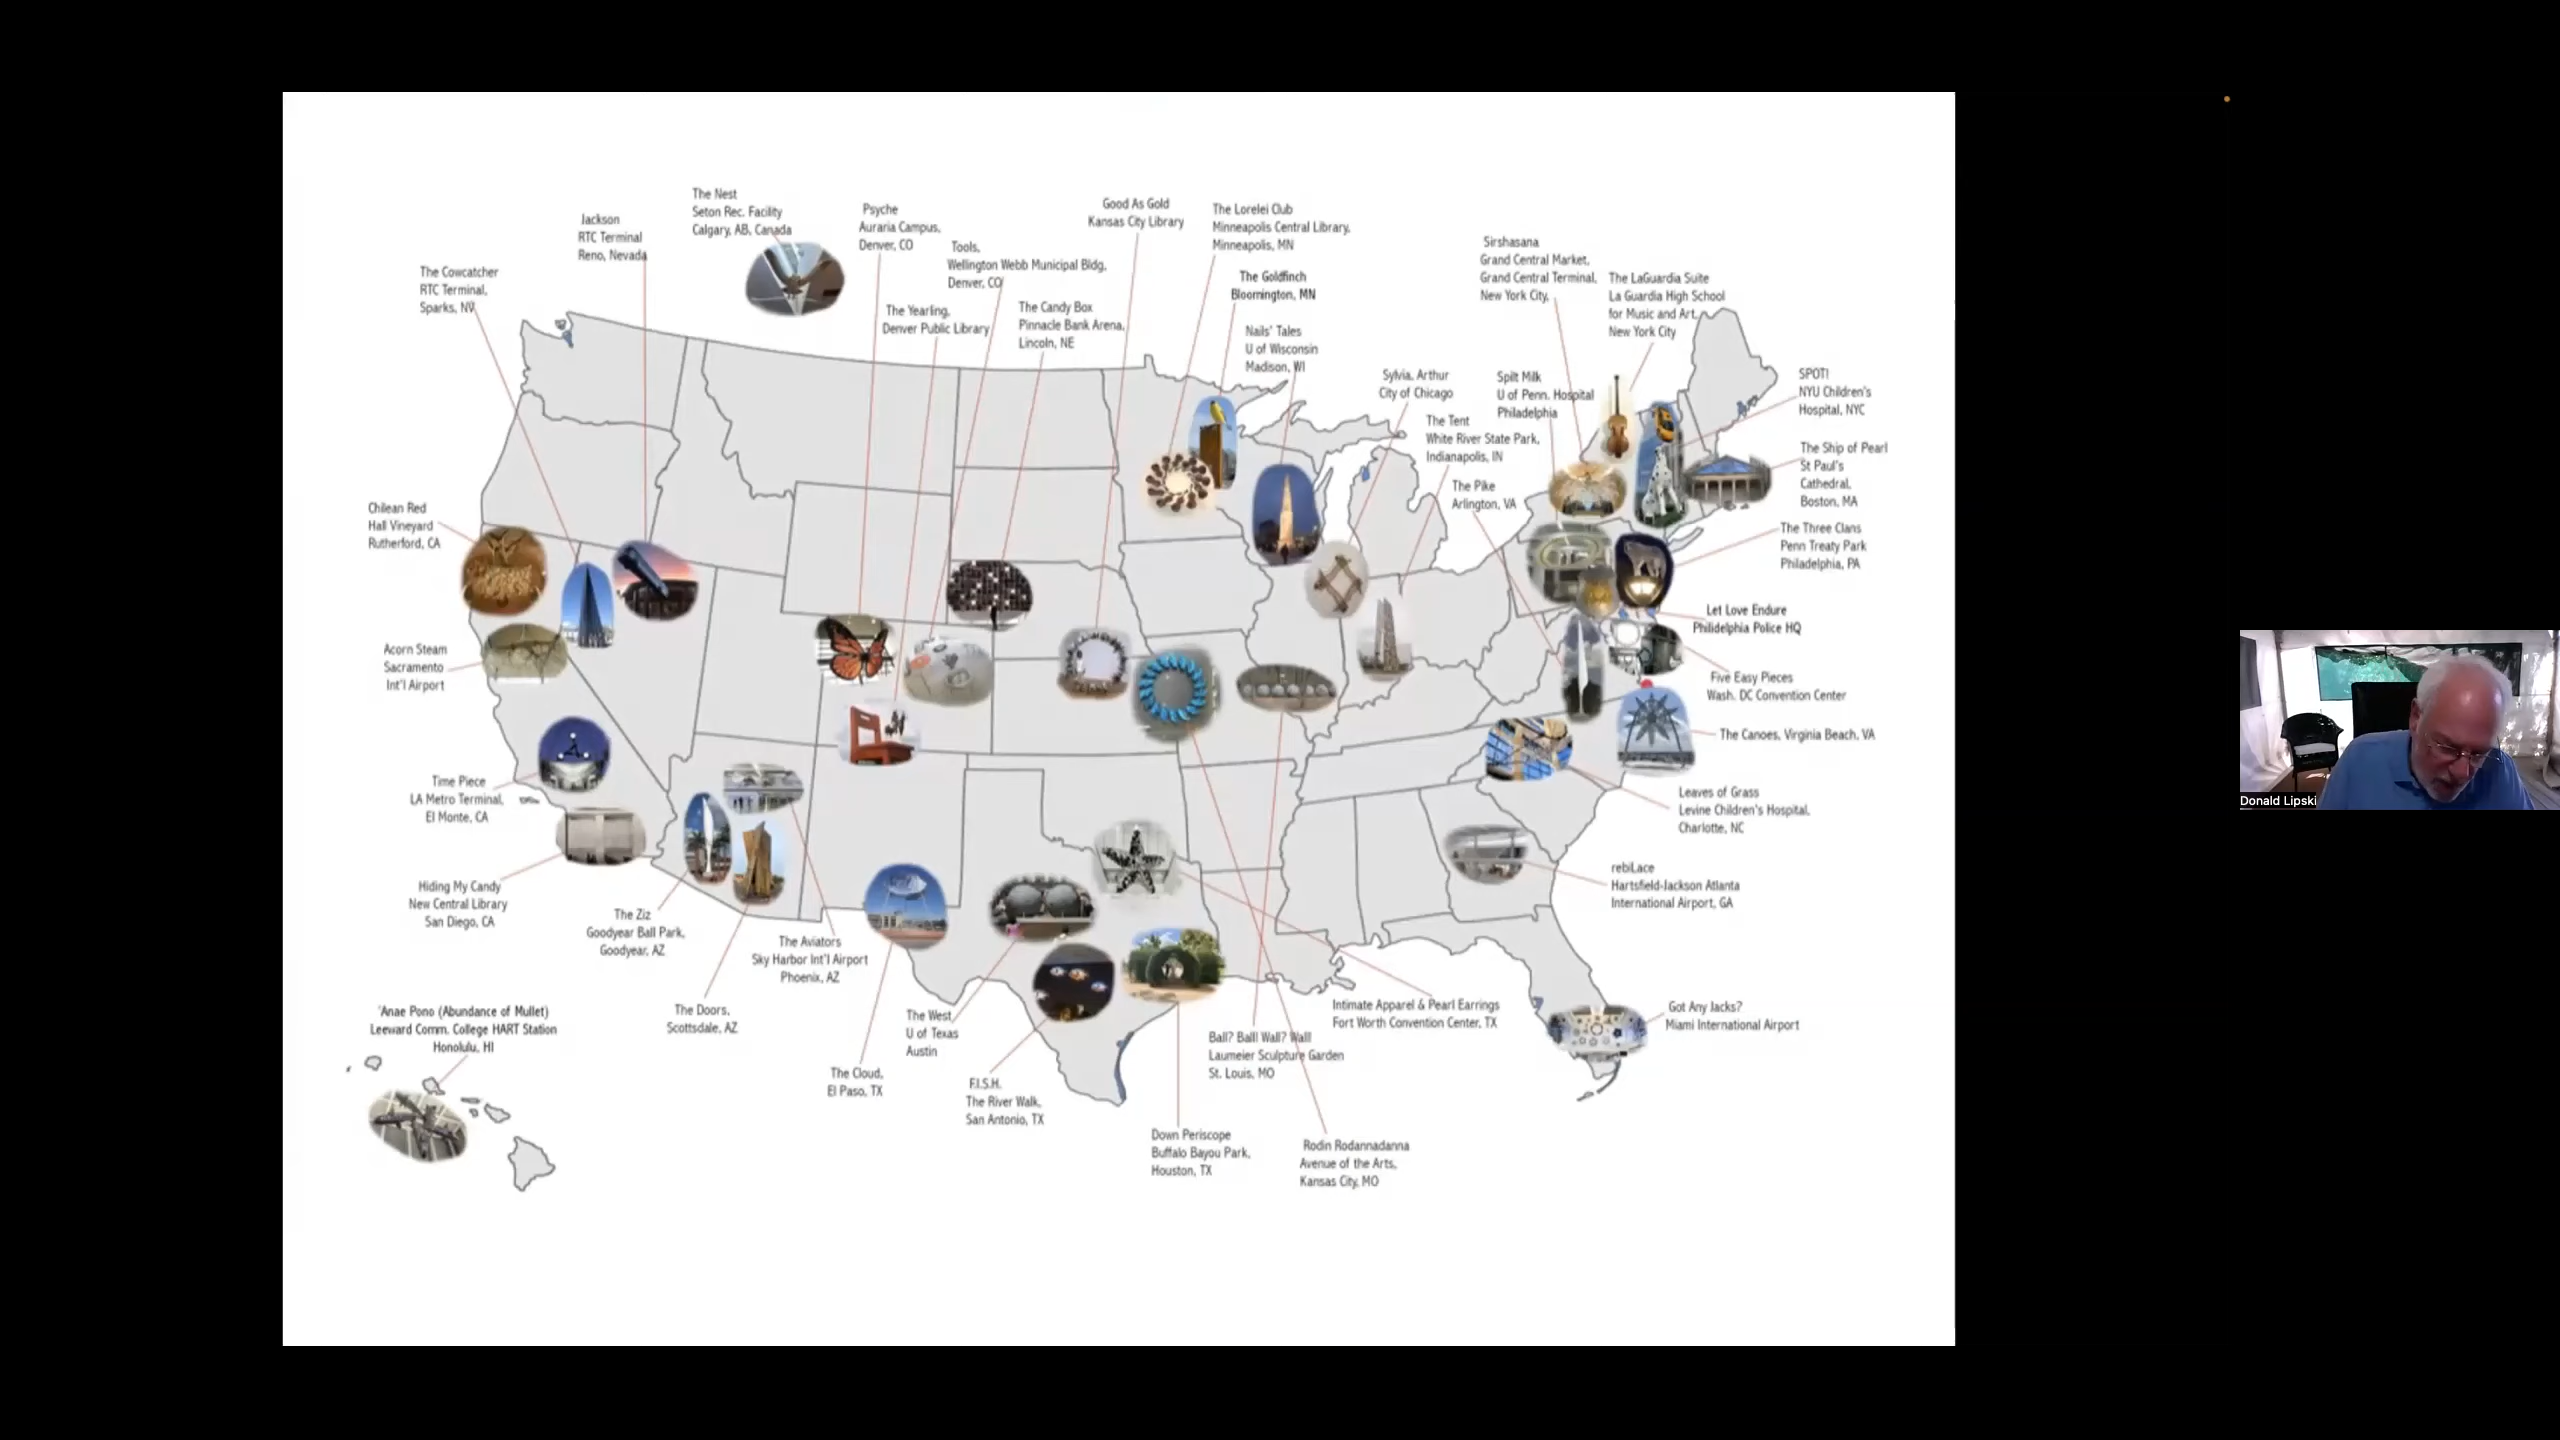 The Nest
Seton Rec. Facility
Calgary, AB, Canada
Jackson
RTC Terminal
Reno, Nevada
The Cowcatcher
RTC Terminal,
Sparks, NV
Psyche
Auraria Campus,
Denver, CO
Tools,
Wellington Webb Municipal Bldg,
Denver, CO
The Yearling,
Denver Public Library
The Candy Box
Pinnacle Bank Arena,
Lincoln, NE
Good As Gold
Kansas City Library
The Lorelei Club
Minneapolis Central Library,
Minneapolis, MN
The Goldfinch
Bloomington, MN
Nails' Tales
U of Wisconsin
Madison, WI
Sylvia, Arthur
City of Chicago
The Tent
White River State Park,
Indianapolis, IN
The Pike
Arlington, VA
Spilt Milk
U of Penn. Hospital
Philadelphia
Sirshasana
Grand Central Market,
Grand Central Terminal,
New York City,
The LaGuardia Suite
La Guardia High School
for Music and Art,
New York City
SPOT!
NYU Children's
Hospital, NYC
The Ship of Pearl
St Paul's
Cathedral,
Boston, MA
The Three Clans
Penn Treaty Park
Philadelphia, PA
Let Love Endure
Philidelphia Police HQ
Five Easy Pieces
Wash. DC Convention Center
The Canoes, Virginia Beach, VA
Leaves of Grass
Levine Children's Hospital,
Charlotte, NC
rebiLace
Hartsfield-Jackson Atlanta
International Airport, GA
Got Any Jacks?
Miami International Airport
Chilean Red
Hall Vineyard
Rutherford, CA
Acorn Steam
Sacramento
Int'l Airport
Time Piece
LA Metro Terminal,
El Monte, CA
Hiding My Candy
New Central Library
San Diego, CA
The Ziz
Goodyear Ball Park,
Goodyear, AZ
The Aviators
Sky Harbor Int'l Airport
Phoenix, AZ
The Doors,
Scottsdale, AZ
'Anae Pono (Abundance of Mullet)
Leeward Comm. College HART Station
Honolulu, HI
The Cloud,
El Paso, TX
The West
U of Texas
Austin
F.I.S.H.
The River Walk,
San Antonio, TX
Down Periscope
Buffalo Bayou Park,
Houston, TX
Ball? Ball! Wall? Wall!
Laumeier Sculpture Garden
St. Louis, MO
Rodin Rodannadanna
Avenue of the Arts,
Kansas City, MO
Intimate Apparel & Pearl Earrings
Fort Worth Convention Center, TX
Donald Lipski